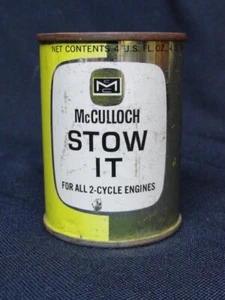 NET CONTENTS 4 U.S. FL. OZ.
M
McCULLOCH
STOW
IT
FOR ALL 2-CYCLE ENGINES